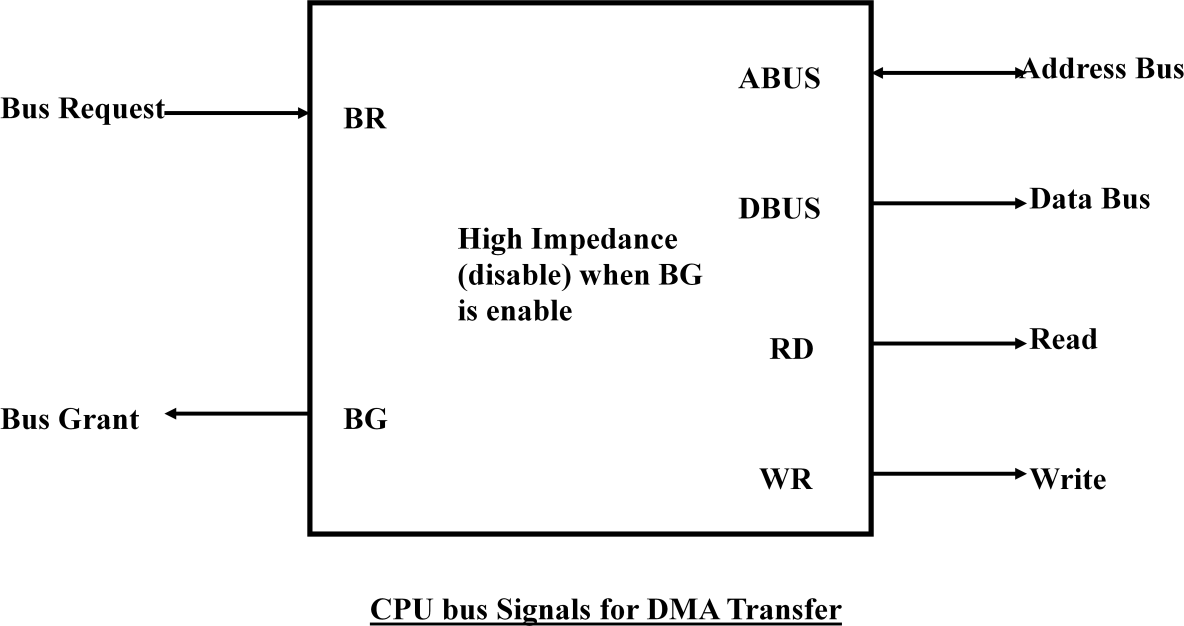 ABUS
Address Bus
Bus Request
BR
DBUS
Data Bus
High Impedance
(disable) when BG
is enable
RD
Read
Bus Grant
BG
WR
Write
CPU bus Signals for DMA Transfer